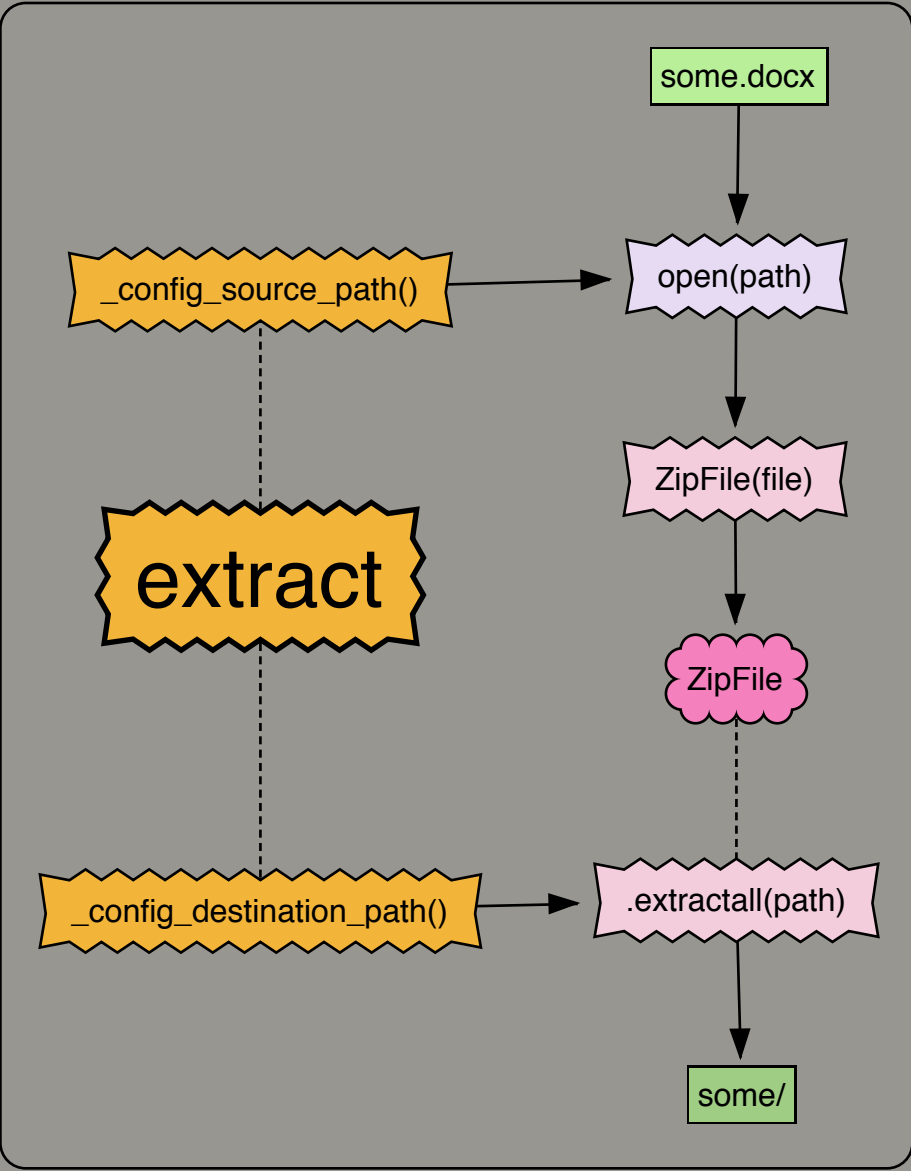 some.docx
_config_source_path()
open(path)
ZipFile(file)
extract
ZipFile
_config_destination_path()
.extractall(path)
some/